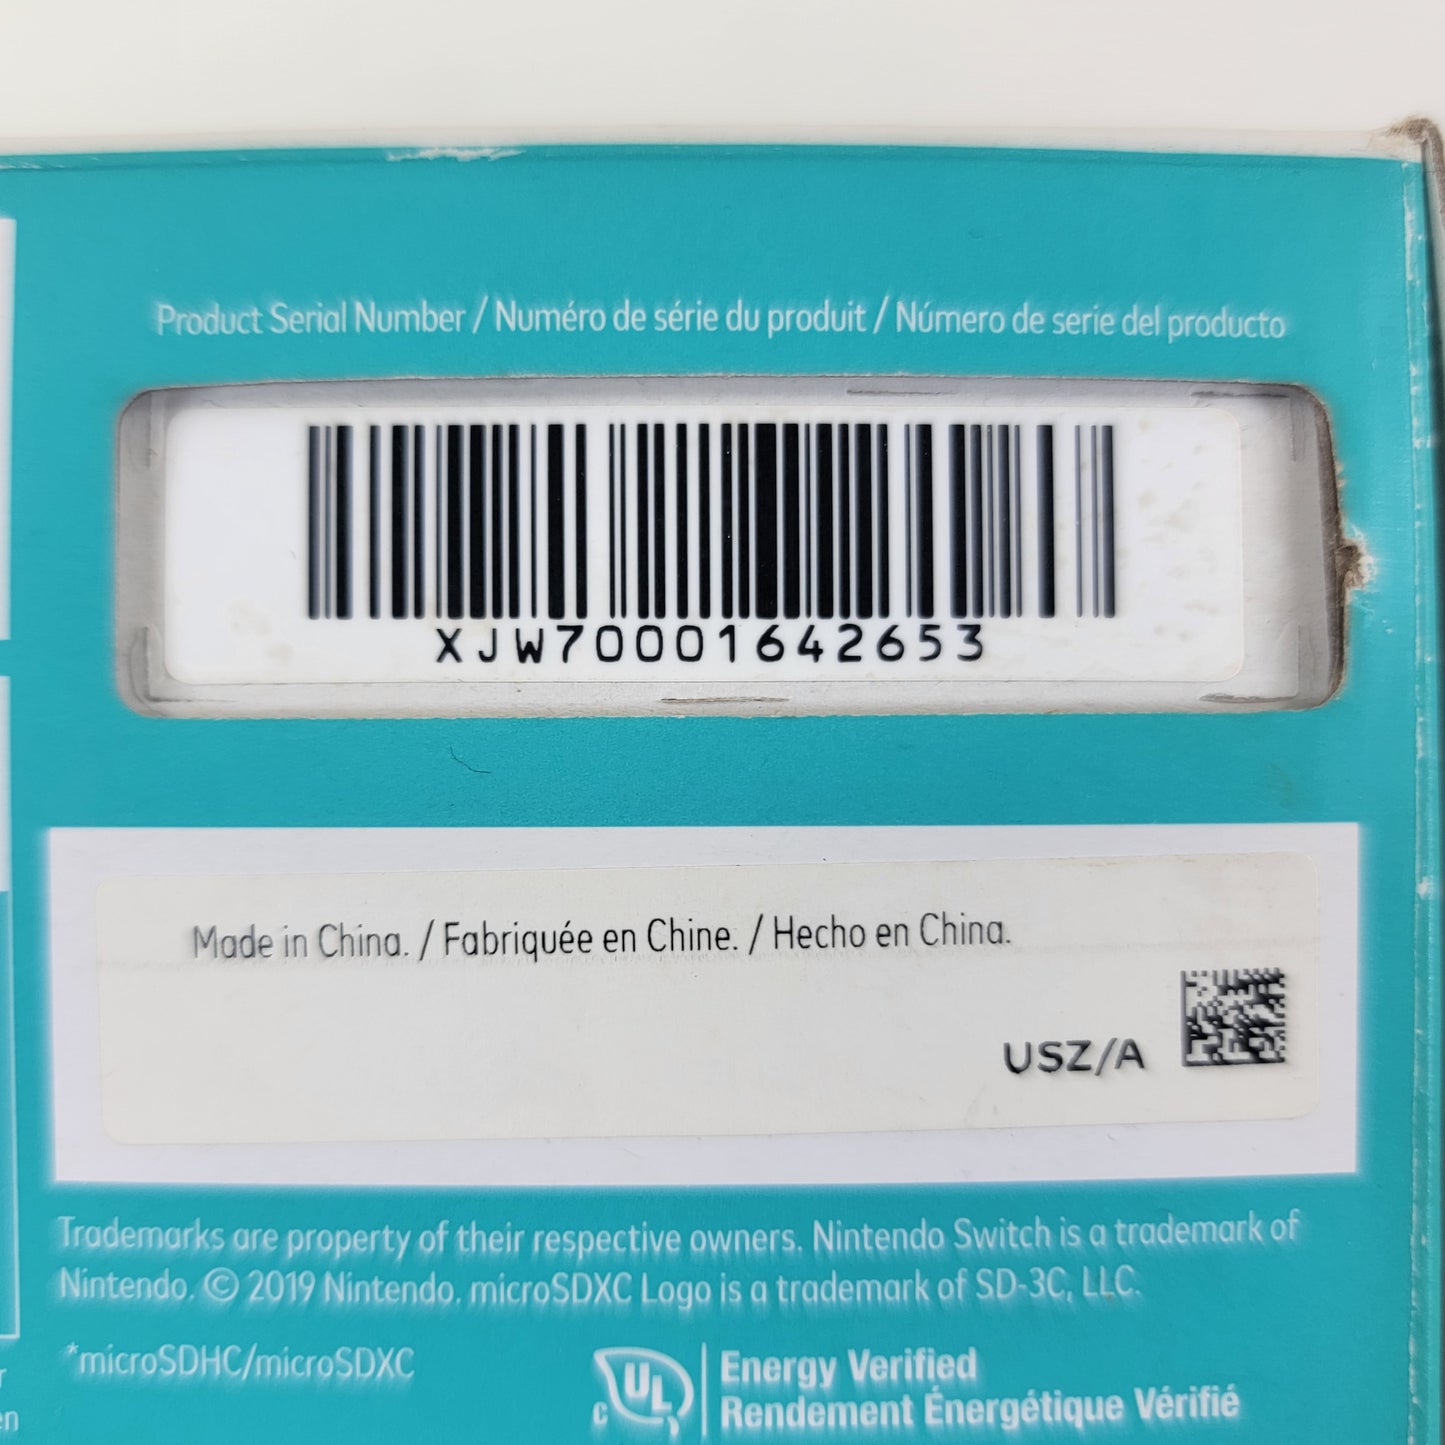 Product Serial Number / Numéro de série du produit / Número de serie del producto
XJW70001642653
Made in China. / Fabriquée en Chine. / Hecho en China.
USZ/A
Trademarks are property of their respective owners. Nintendo Switch is a trademark of
Nintendo. © 2019 Nintendo. microSDXC Logo is a trademark of SD-3C, LLC.
*microSDHC/microSDXC
c UL
Energy Verified
Rendement Énergétique Vérifié